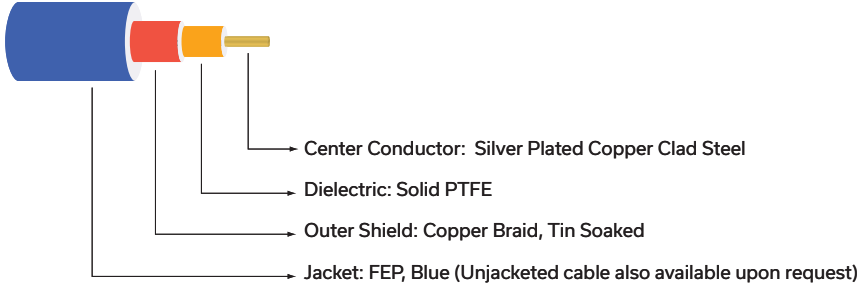 Center Conductor: Silver Plated Copper Clad Steel
Dielectric: Solid PTFE
Outer Shield: Copper Braid, Tin Soaked
Jacket: FEP, Blue (Unjacketed cable also available upon request)